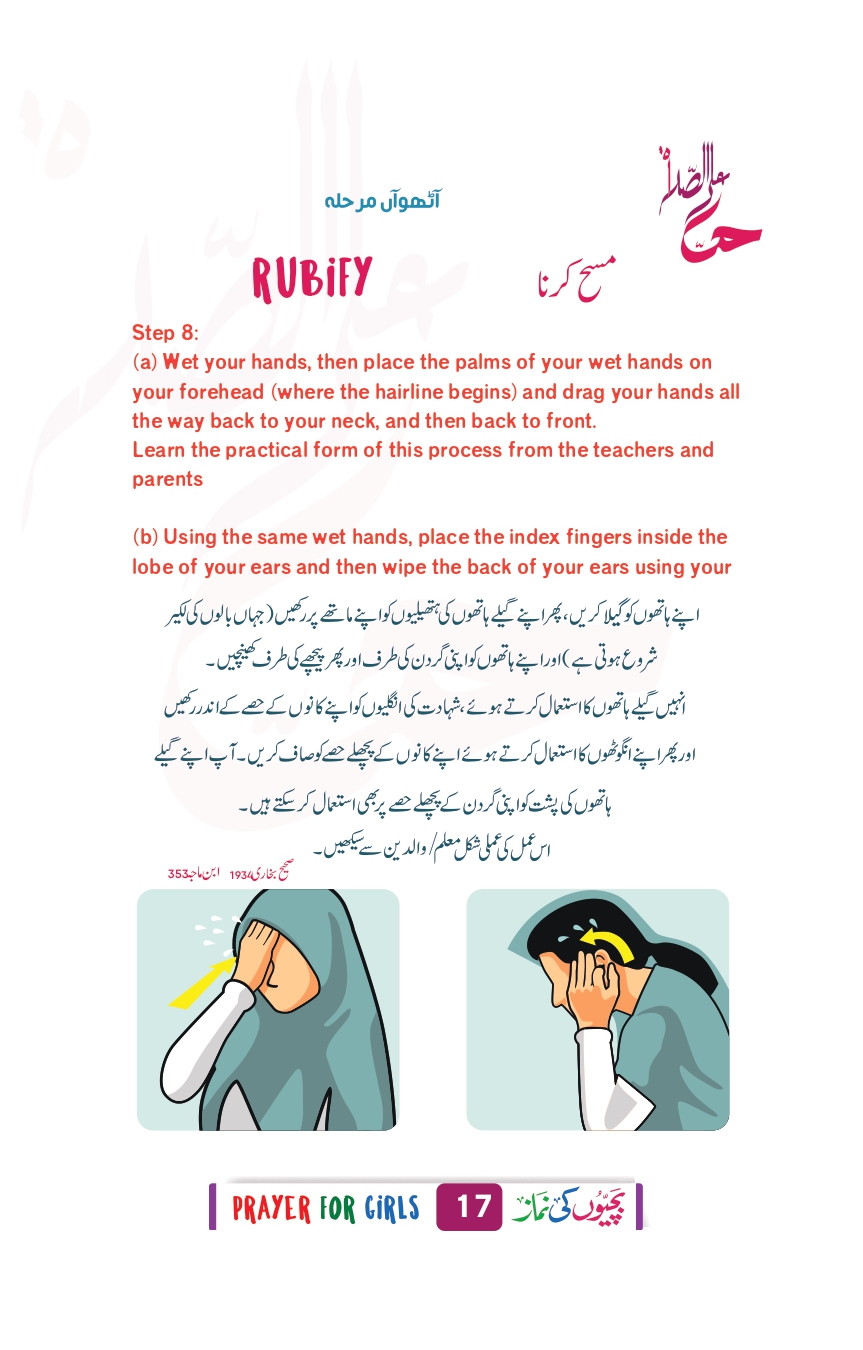 حی علی الصلاۃ
آٹھواں مرحلہ
RUBiFY
مسح کرنا
Step 8:
(a) Wet your hands, then place the palms of your wet hands on
your forehead (where the hairline begins) and drag your hands all
the way back to your neck, and then back to front.
Learn the practical form of this process from the teachers and
parents
(b) Using the same wet hands, place the index fingers inside the
lobe of your ears and then wipe the back of your ears using your
اپنے ہاتھوں کو گیلا کریں، پھر اپنے گیلے ہاتھوں کی ہتھیلیوں کو اپنے ماتھے پر رکھیں (جہاں بالوں کی لکیر
شروع ہوتی ہے) اور اپنے ہاتھوں کو اپنی گردن کی طرف اور پھر پیچھے کی طرف کھینچیں۔
انہیں گیلے ہاتھوں کا استعمال کرتے ہوئے، شہادت کی انگلیوں کو اپنے کانوں کے حصے کے اندر رکھیں
اور پھر اپنے انگوٹھوں کا استعمال کرتے ہوئے اپنے کانوں کے پچھلے حصے کو صاف کریں۔ آپ اپنے گیلے
ہاتھوں کی پشت کو اپنی گردن کے پچھلے حصے پر بھی استعمال کر سکتے ہیں۔
اس عمل کی عملی شکل معلم/ والدین سے سیکھیں۔
صحیح بخاری 1934 ابن ماجہ 353
PRAYER FOR GiRLS 17 بچیوں کی نماز